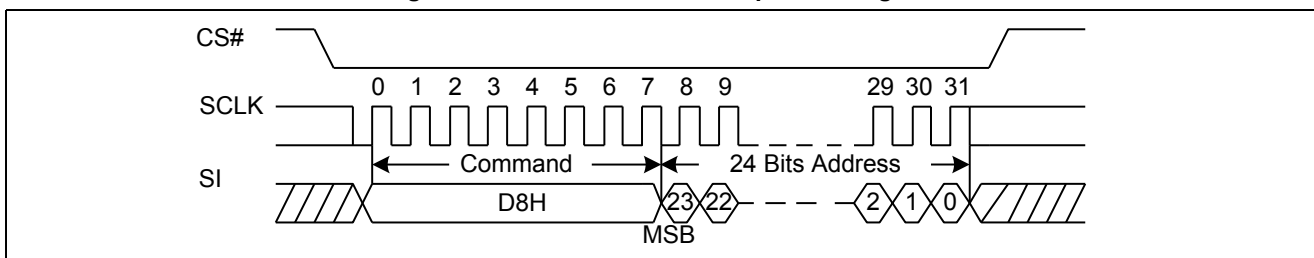 CS#
0 1 2 3 4 5 6 7 8 9 29 30 31
SCLK
Command 24 Bits Address
SI
D8H 23 22 2 1 0
MSB